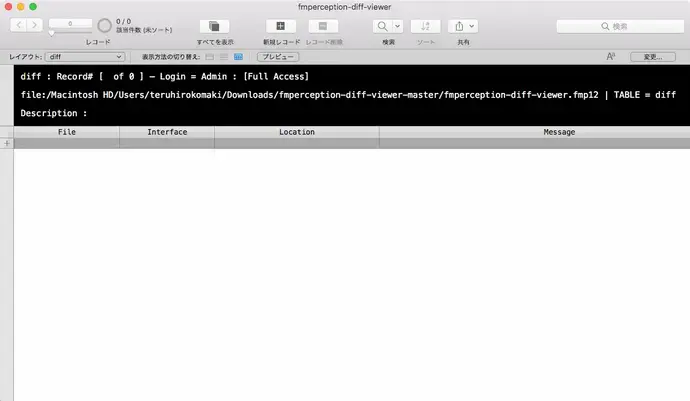 fmperception-diff-viewer
0
0 / 0
該当件数 (未ソート)
レコード
すべてを表示
新規レコード
レコード削除
検索
ソート
共有
検索
レイアウト:
diff
表示方法の切り替え:
プレビュー
Aª
変更...
diff : Record# [  of 0 ] — Login = Admin : [Full Access]
file:/Macintosh HD/Users/teruhirokomaki/Downloads/fmperception-diff-viewer-master/fmperception-diff-viewer.fmp12 | TABLE = diff
Description :
File
Interface
Location
Message